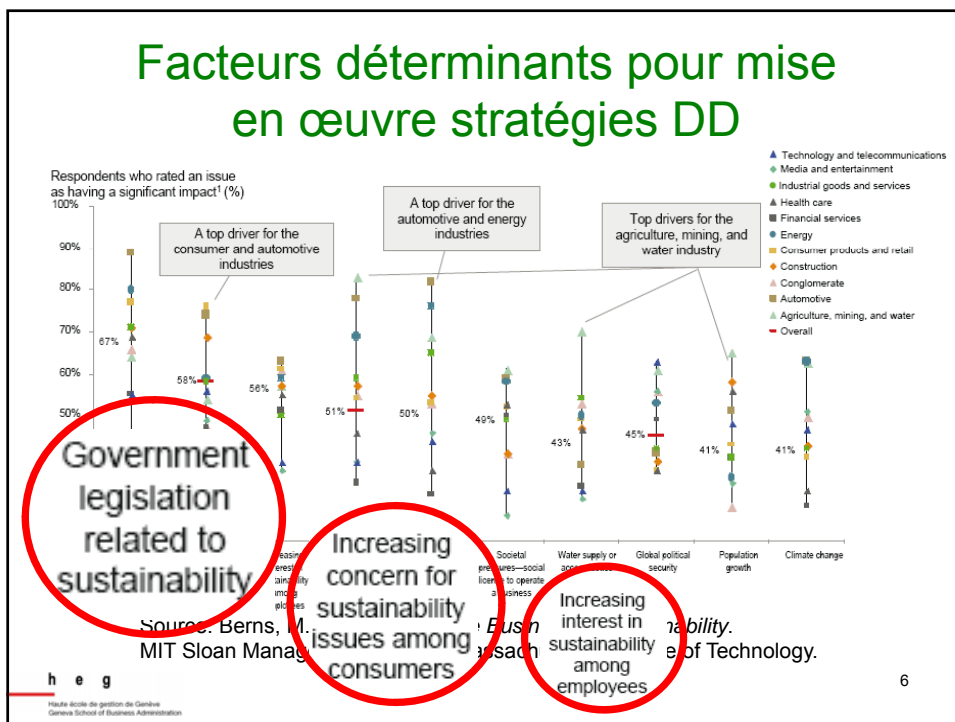 Facteurs déterminants pour mise
en œuvre stratégies DD
Respondents who rated an issue
as having a significant impact¹ (%)
100%
90%
80%
70%
60%
50%
A top driver for the
consumer and automotive
industries
A top driver for the
automotive and energy
industries
Top drivers for the
agriculture, mining, and
water industry
Technology and telecommunications
Media and entertainment
Industrial goods and services
Health care
Financial services
Energy
Consumer products and retail
Construction
Conglomerate
Automotive
Agriculture, mining, and water
Overall
67%
58%
56%
51%
50%
49%
43%
45%
41%
41%
Government
legislation
related to
sustainability
Increasing
concern for
sustainability
issues among
consumers
Increasing
interest in
sustainability
among
employees
Societal
license to operate
business
Water supply or
Global political
security
Population
growth
Climate change
Source: Berns, M.
MIT Sloan of Technology.
h e g
Haute école de gestion de Genève
Geneva School of Business Administration
6